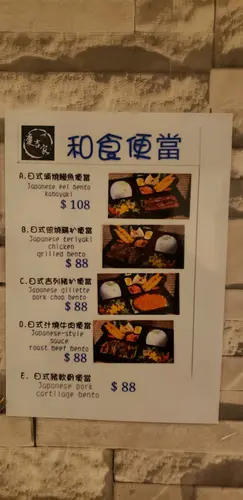 和食便當
A.日式蒲燒鰻魚便當
Japanese eel bento
kabayaki
$ 108
B.日式照燒雞扒便當
Japanese teriyaki
chicken
grilled bento
$ 88
C.日式吉列豬扒便當
Japanese gillette
pork chop bento
$ 88
D.日式汁燒牛肉便當
Japanese-style
sauce
roast beef bento
$ 88
E. 日式豬軟骨便當
Japanese pork
cartilage bento
$ 88